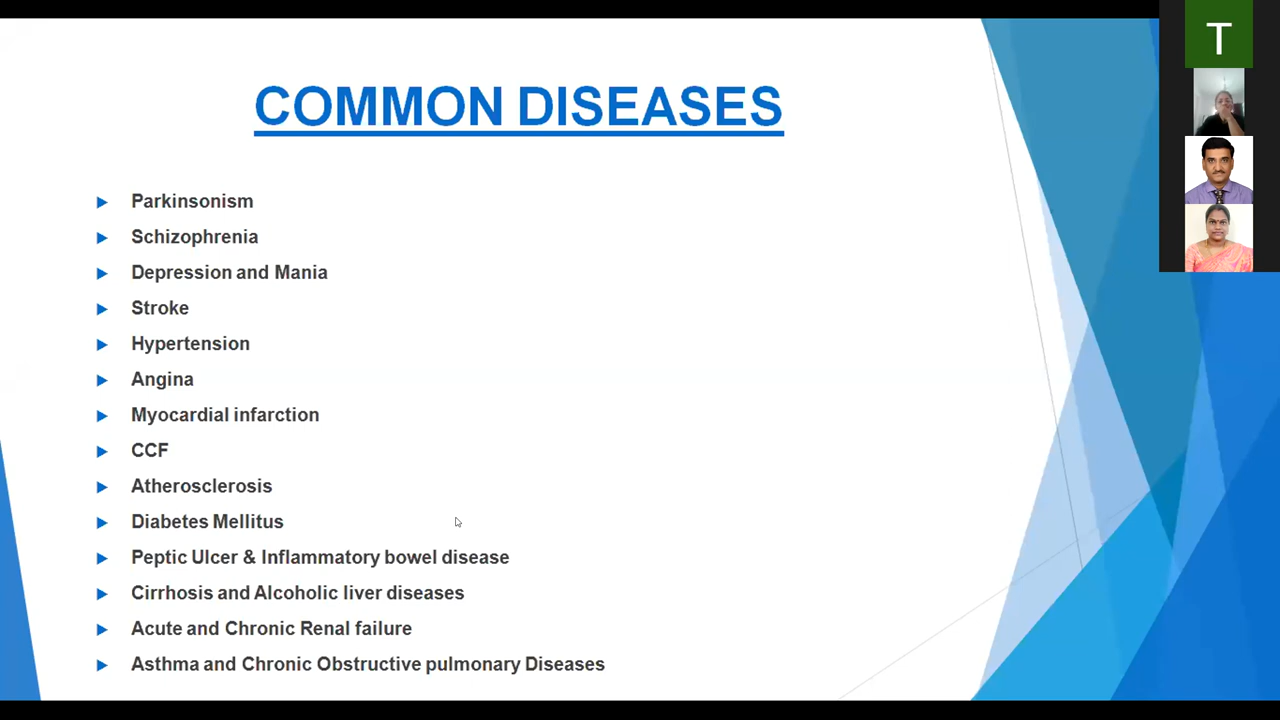 COMMON DISEASES
Parkinsonism
Schizophrenia
Depression and Mania
Stroke
Hypertension
Angina
Myocardial infarction
CCF
Atherosclerosis
Diabetes Mellitus
Peptic Ulcer & Inflammatory bowel disease
Cirrhosis and Alcoholic liver diseases
Acute and Chronic Renal failure
Asthma and Chronic Obstructive pulmonary Diseases
T